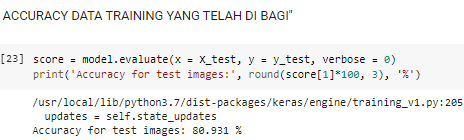 ACCURACY DATA TRAINING YANG TELAH DI BAGI"
[23] score = model.evaluate(x = X_test, y = y_test, verbose = 0)
print('Accuracy for test images:', round(score[1]*100, 3), '%')
/usr/local/lib/python3.7/dist-packages/keras/engine/training_v1.py:205
updates = self.state_updates
Accuracy for test images: 80.931 %